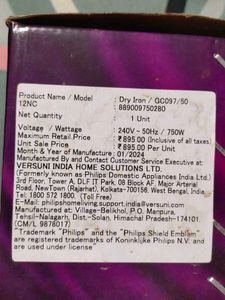 Product Name / Model : Dry Iron / GC097/50
12NC : 889009750280
Net Quantity : 1 Unit
Voltage / Wattage : 240V ~ 50Hz / 750W
Maximum Retail Price : ₹895.00 (Inclusive of all taxes)
Unit Sale Price : ₹895.00/Per Unit
Month & Year of Manufacture : 01/2024
Manufactured By and Contact Customer Service Executive at
VERSUNI INDIA HOME SOLUTIONS LTD.
(Formerly known as Philips Domestic Appliances India Ltd.)
3rd Floor, Tower A, DLF IT Park, 08 Block AF, Major Arterial
Road, NewTown (Rajarhat), Kolkata-700156, West Bengal, India
Tel: 1800 572 1800.
E-Mail: philipshomeliving.support.india@versuni.com
Manufactured at: Village-Belikhol, P.O. Manpura,
Tehsil-Nalagarh, Dist.-Solan, Himachal Pradesh-174101
(CM/L 9876017)
Trademark "Philips" and the "Philips Shield Emblem"
are registered trademarks of Koninklijke Philips N.V. and
are used under license